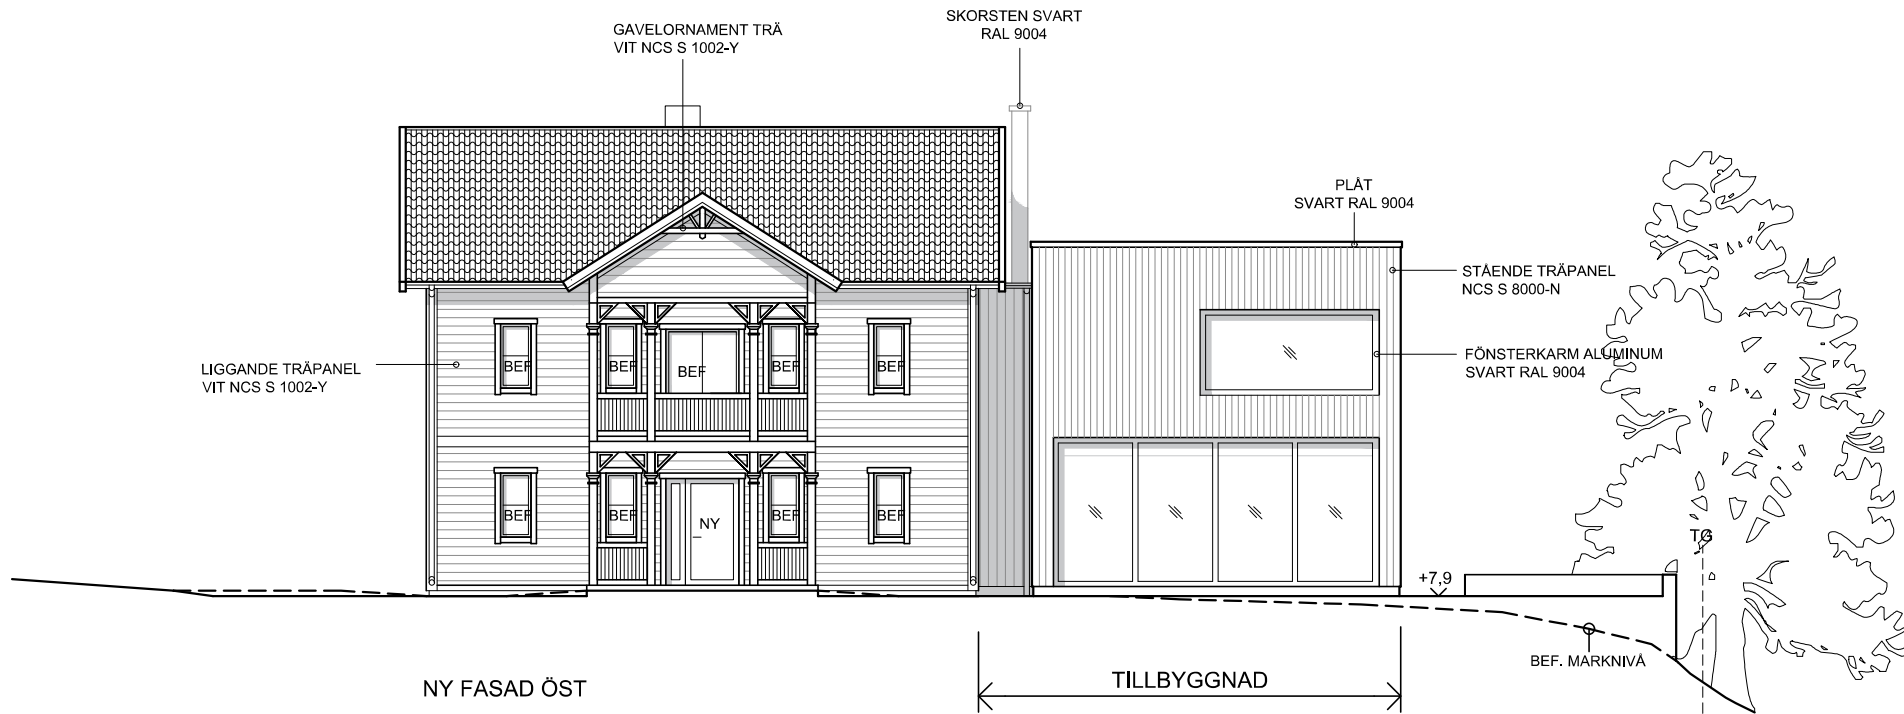 SKORSTEN SVART
RAL 9004
GAVELORNAMENT TRÄ
VIT NCS S 1002-Y
PLÅT
SVART RAL 9004
STÅENDE TRÄPANEL
NCS S 8000-N
FÖNSTERKARM ALUMINUM
SVART RAL 9004
LIGGANDE TRÄPANEL
VIT NCS S 1002-Y
BEF BEF BEF BEF BEF
BEF BEF NY BEF BEF
TG
+7,9
BEF. MARKNIVÅ
NY FASAD ÖST
TILLBYGGNAD